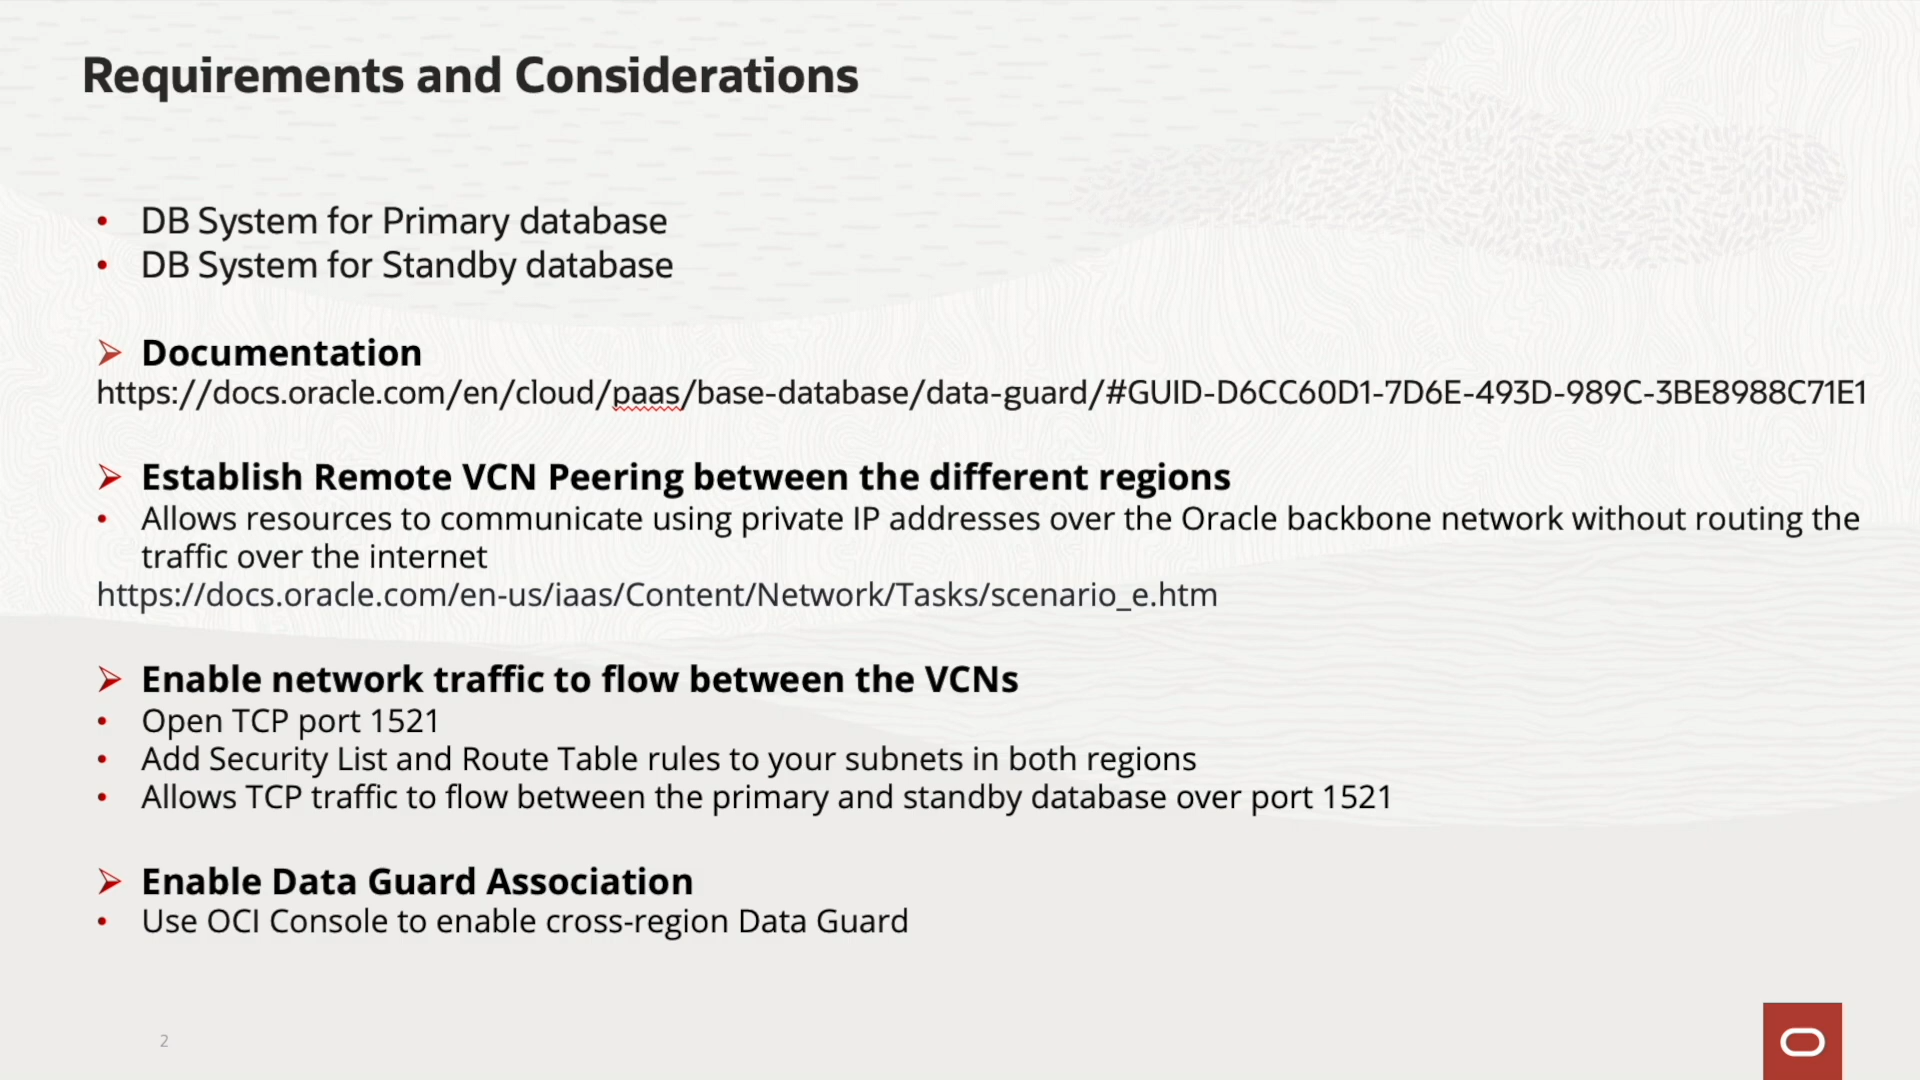 Requirements and Considerations
• DB System for Primary database
• DB System for Standby database
➢ Documentation
https://docs.oracle.com/en/cloud/paas/base-database/data-guard/#GUID-D6CC60D1-7D6E-493D-989C-3BE8988C71E1
➢ Establish Remote VCN Peering between the different regions
• Allows resources to communicate using private IP addresses over the Oracle backbone network without routing the
traffic over the internet
https://docs.oracle.com/en-us/iaas/Content/Network/Tasks/scenario_e.htm
➢ Enable network traffic to flow between the VCNs
• Open TCP port 1521
• Add Security List and Route Table rules to your subnets in both regions
• Allows TCP traffic to flow between the primary and standby database over port 1521
➢ Enable Data Guard Association
• Use OCI Console to enable cross-region Data Guard
2